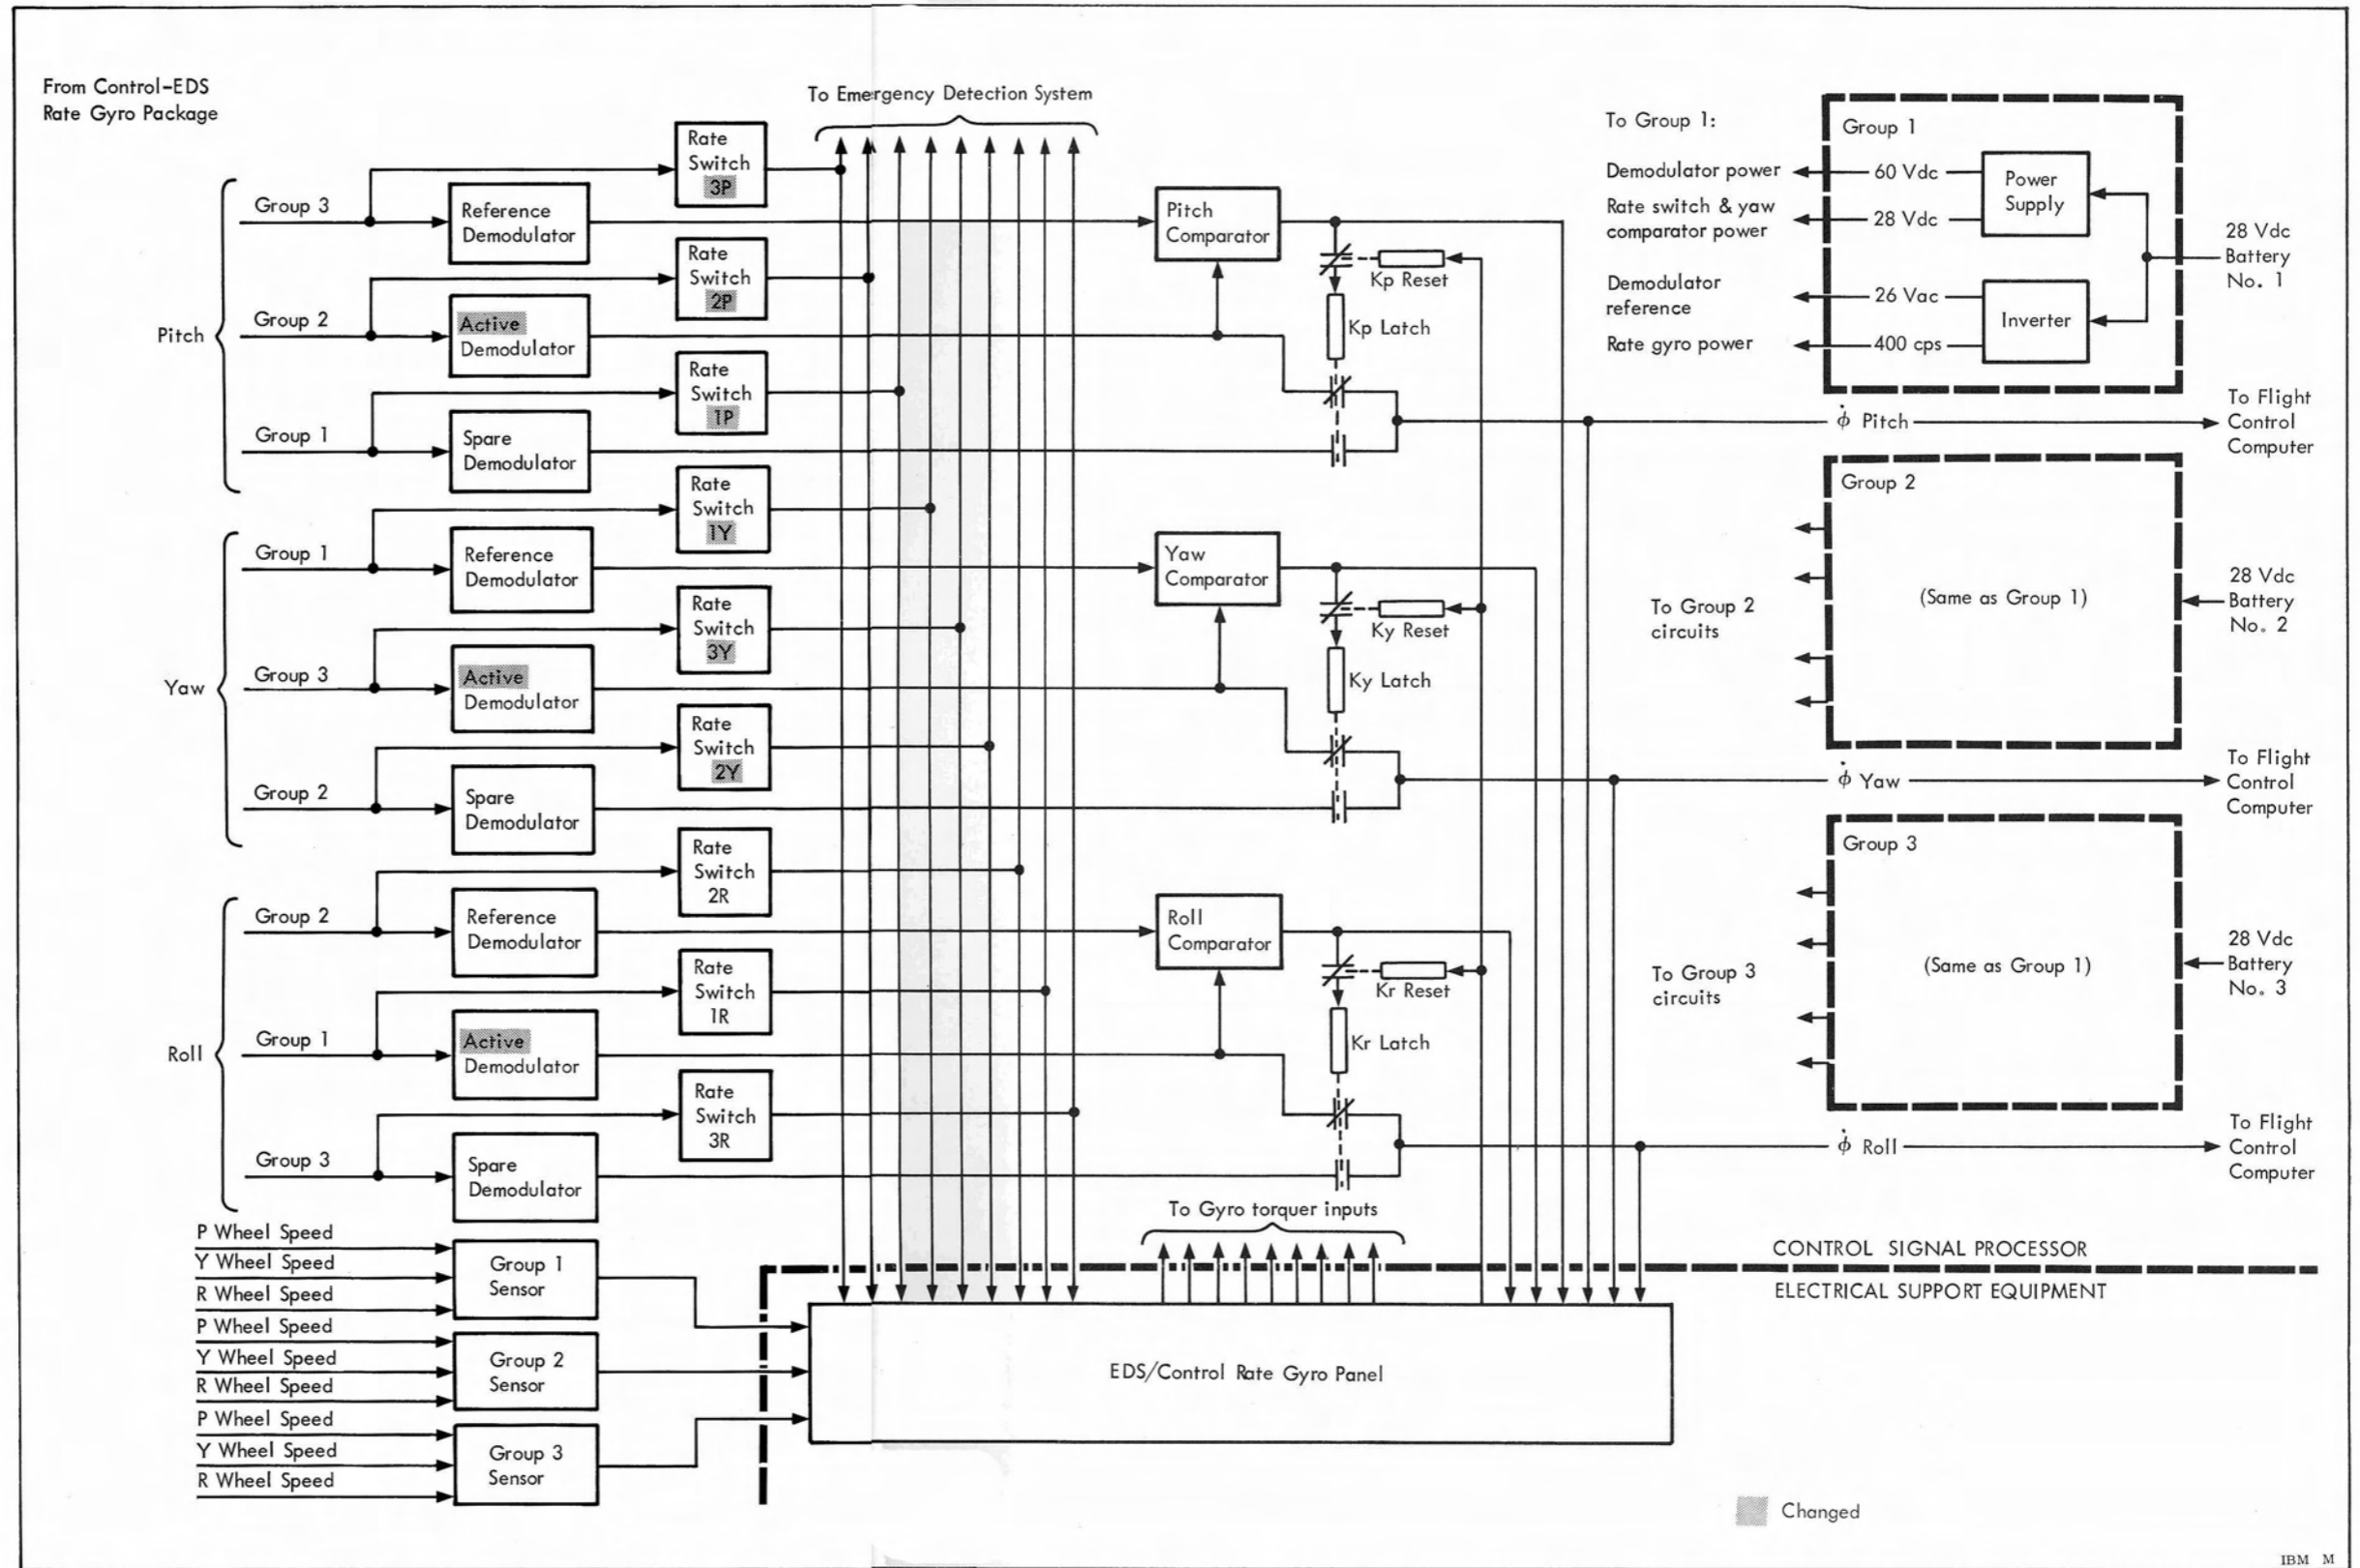 From Control-EDS
Rate Gyro Package
To Emergency Detection System
Pitch
Group 3
Reference
Demodulator
Rate
Switch
3P
Group 2
Active
Demodulator
Rate
Switch
2P
Group 1
Spare
Demodulator
Rate
Switch
1P
Pitch
Comparator
Kp Reset
Kp Latch
Yaw
Group 1
Reference
Demodulator
Rate
Switch
1Y
Group 3
Active
Demodulator
Rate
Switch
3Y
Group 2
Spare
Demodulator
Rate
Switch
2Y
Yaw
Comparator
Ky Reset
Ky Latch
Roll
Group 2
Reference
Demodulator
Rate
Switch
2R
Group 1
Active
Demodulator
Rate
Switch
1R
Group 3
Spare
Demodulator
Rate
Switch
3R
Roll
Comparator
Kr Reset
Kr Latch
To Group 1:
Demodulator power
Rate switch & yaw
comparator power
Demodulator
reference
Rate gyro power
Group 1
60 Vdc
28 Vdc
Power
Supply
26 Vac
400 cps
Inverter
28 Vdc
Battery
No. 1
ϕ̇ Pitch
To Flight
Control
Computer
Group 2
To Group 2
circuits
(Same as Group 1)
28 Vdc
Battery
No. 2
ϕ̇ Yaw
To Flight
Control
Computer
Group 3
To Group 3
circuits
(Same as Group 1)
28 Vdc
Battery
No. 3
ϕ̇ Roll
To Flight
Control
Computer
P Wheel Speed
Y Wheel Speed
R Wheel Speed
Group 1
Sensor
P Wheel Speed
Y Wheel Speed
R Wheel Speed
Group 2
Sensor
P Wheel Speed
Y Wheel Speed
R Wheel Speed
Group 3
Sensor
To Gyro torquer inputs
CONTROL SIGNAL PROCESSOR
ELECTRICAL SUPPORT EQUIPMENT
EDS/Control Rate Gyro Panel
Changed
IBM M